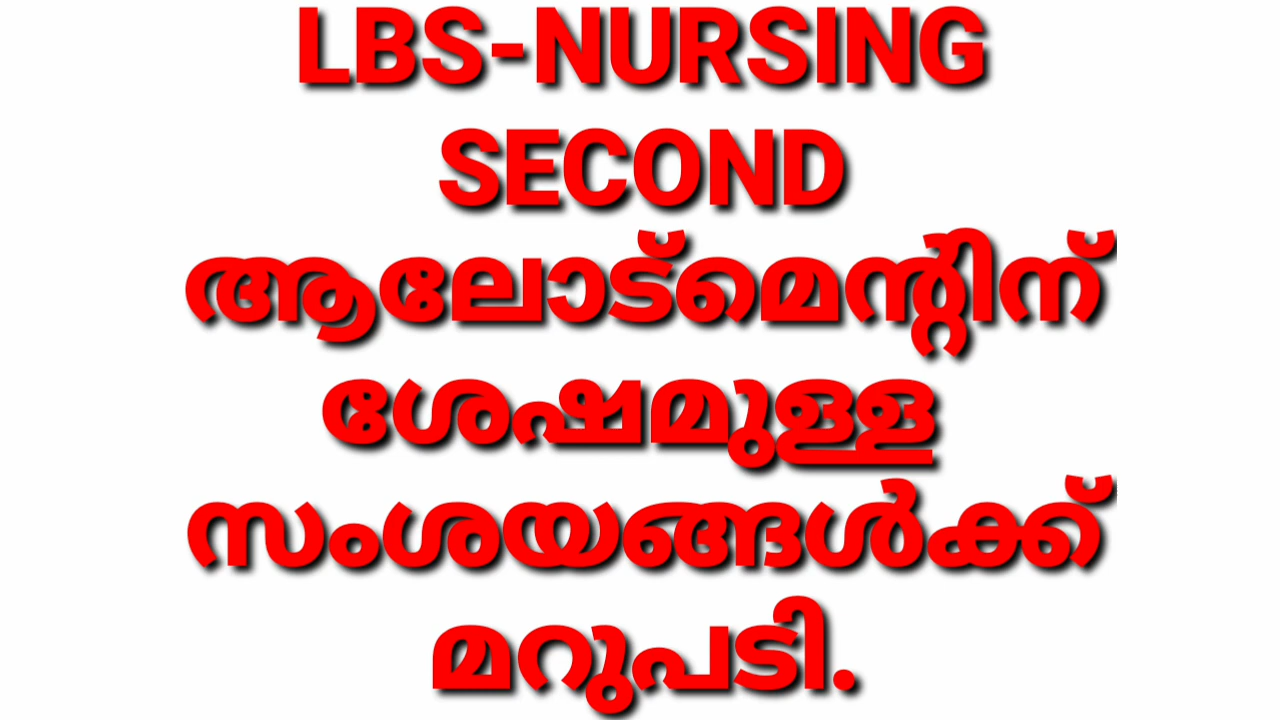 LBS-NURSING
SECOND
ആലോട്മെന്റിന്
ശേഷമുള്ള
സംശയങ്ങൾക്ക്
മറുപടി.